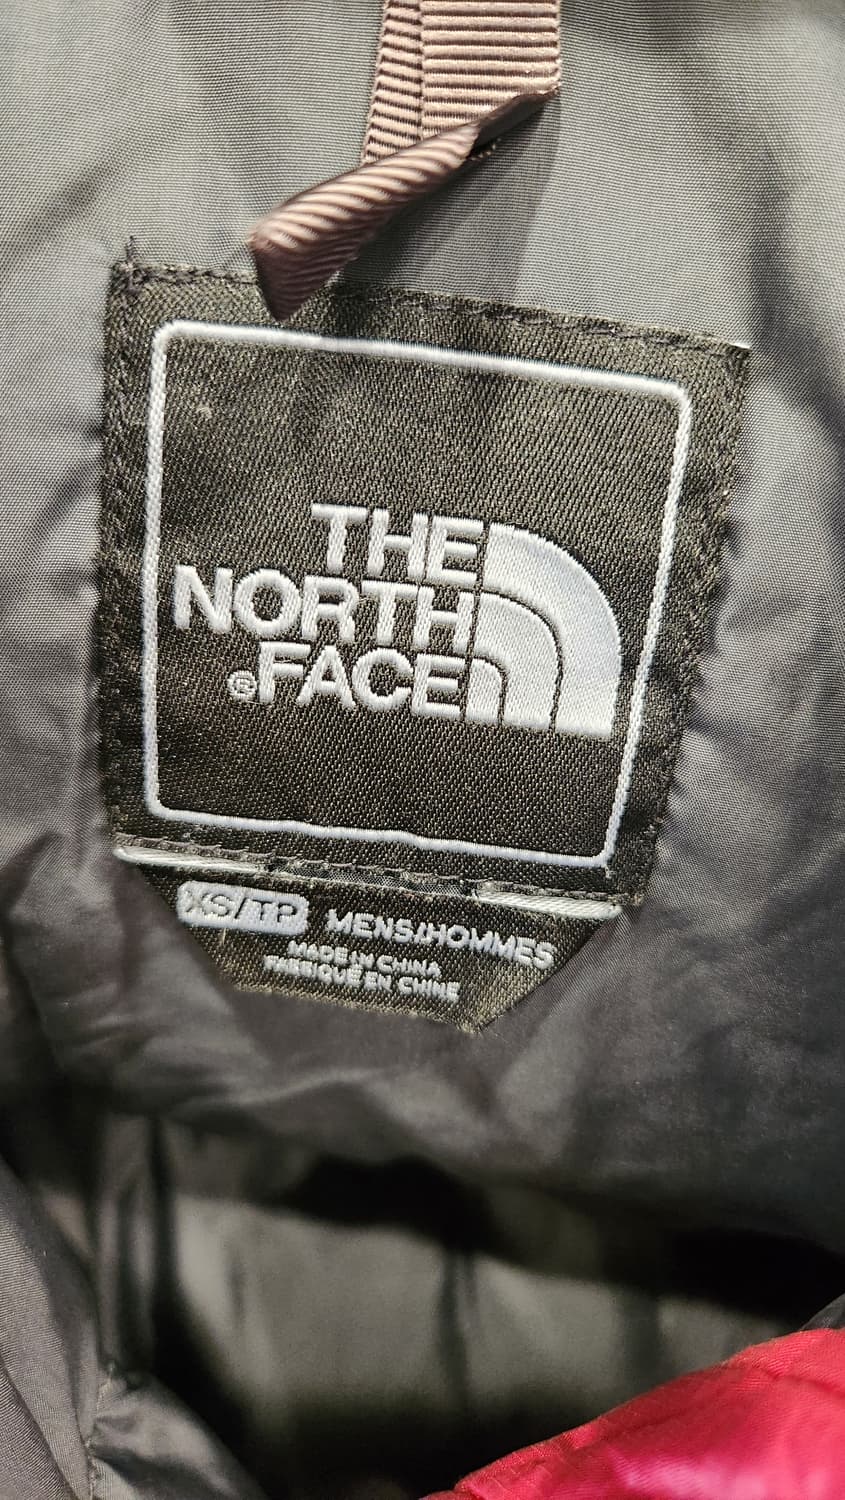 THE
NORTH
®FACE
XS/TP MENS/HOMMES
MADE IN CHINA
FABRIQUÉ EN CHINE